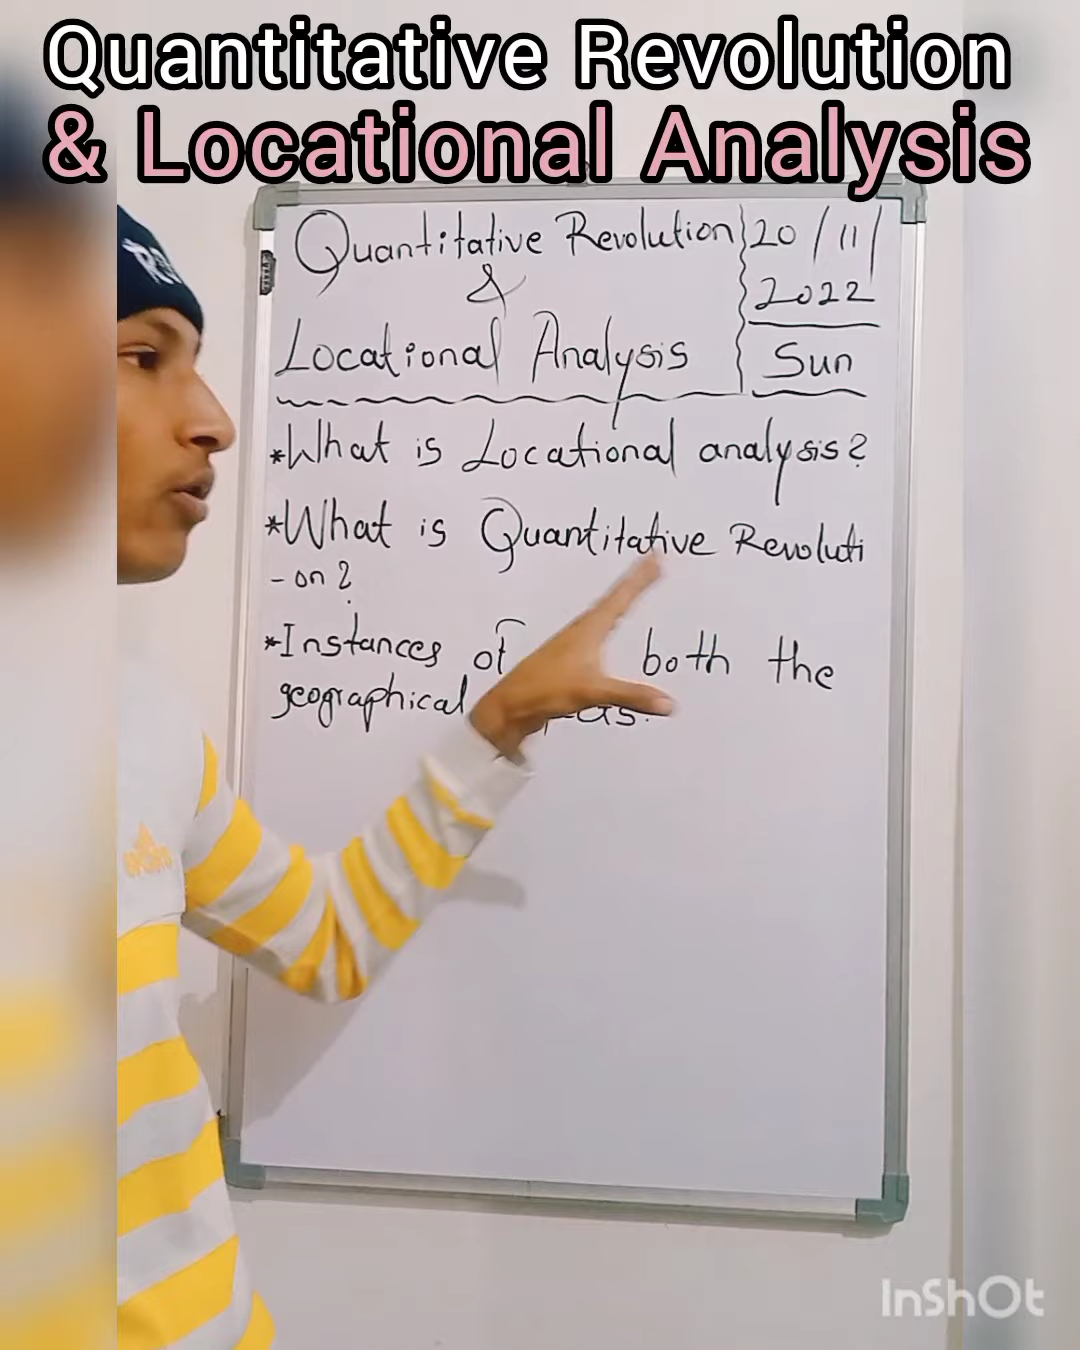 Quantitative Revolution
& Locational Analysis
Quantitative Revolution
&
Locational Analysis
20/11/
2022
Sun
*What is Locational analysis?
*What is Quantitative Revoluti
-on?
*Instances of both the
geographical
InShOt